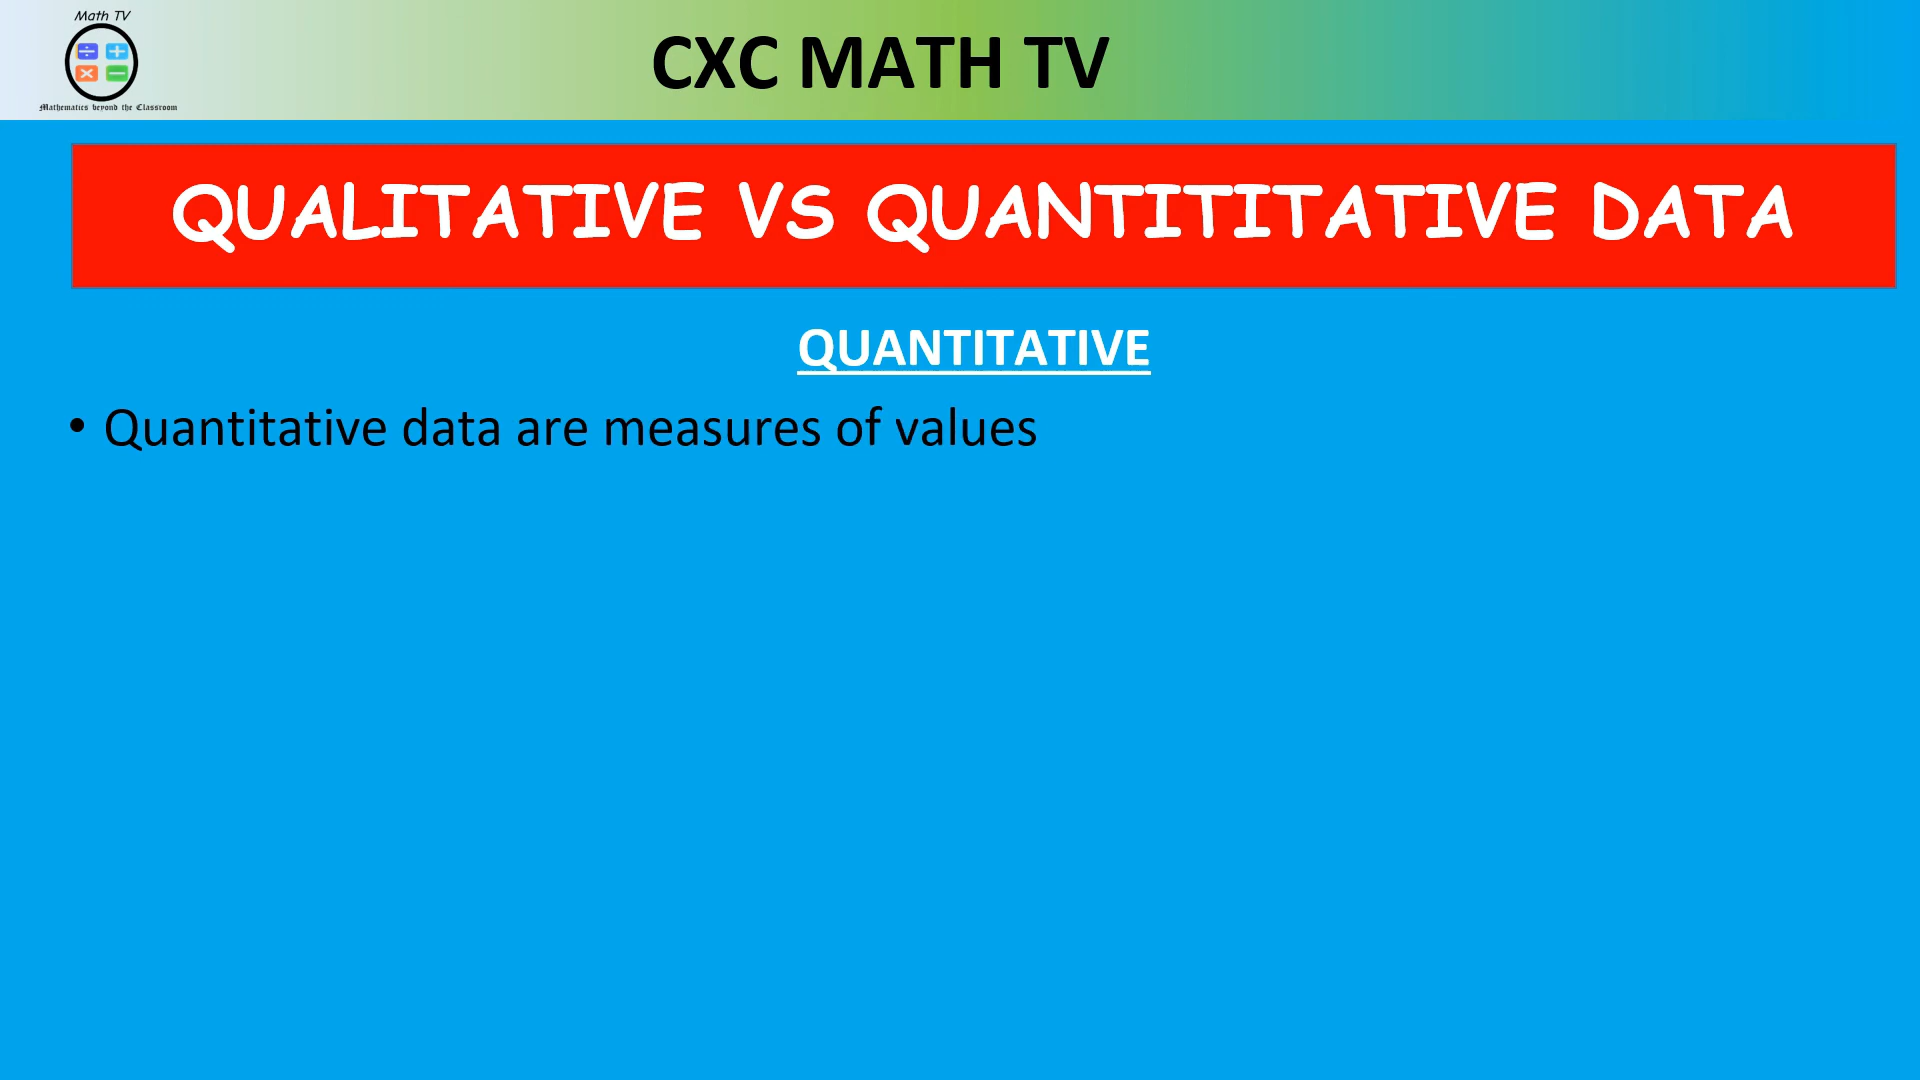 Math TV
Mathematics beyond the Classroom
CXC MATH TV
QUALITATIVE VS QUANTITITATIVE DATA
QUANTITATIVE
• Quantitative data are measures of values